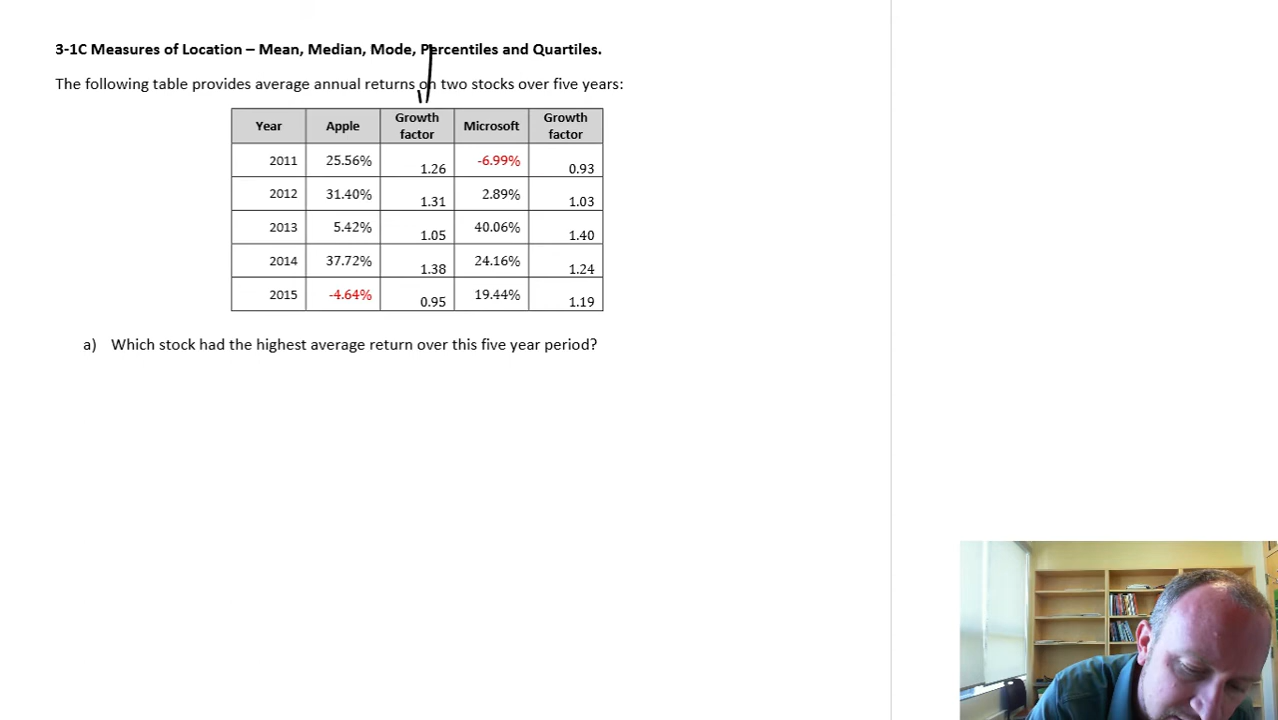 3-1C Measures of Location – Mean, Median, Mode, Percentiles and Quartiles.
The following table provides average annual returns on two stocks over five years:
Year Apple Growth factor Microsoft Growth factor
2011 25.56% 1.26 -6.99% 0.93
2012 31.40% 1.31 2.89% 1.03
2013 5.42% 1.05 40.06% 1.40
2014 37.72% 1.38 24.16% 1.24
2015 -4.64% 0.95 19.44% 1.19
a) Which stock had the highest average return over this five year period?